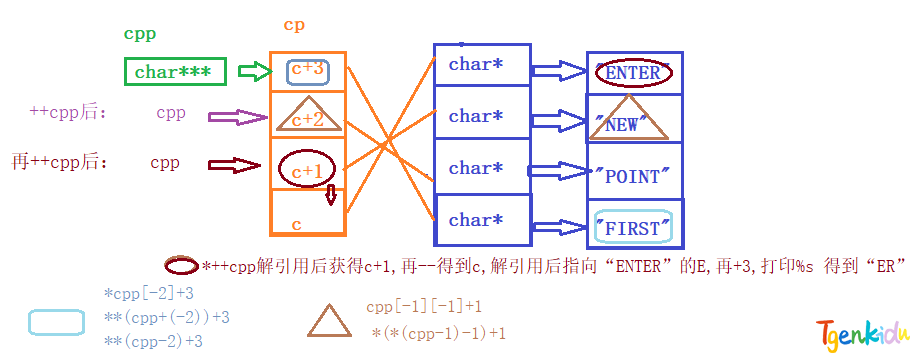 cpp
cp
char***
c+3
char*
"ENTER"
++cpp后: cpp
c+2
char*
"NEW"
再++cpp后: cpp
c+1
char*
"POINT"
c
char*
"FIRST"
*++cpp解引用后获得c+1,再--得到c,解引用后指向“ENTER”的E,再+3,打印%s 得到“ER”
*cpp[-2]+3
**(cpp+(-2))+3
**(cpp-2)+3
cpp[-1][-1]+1
*(*(cpp-1)-1)+1
Tgenkidu